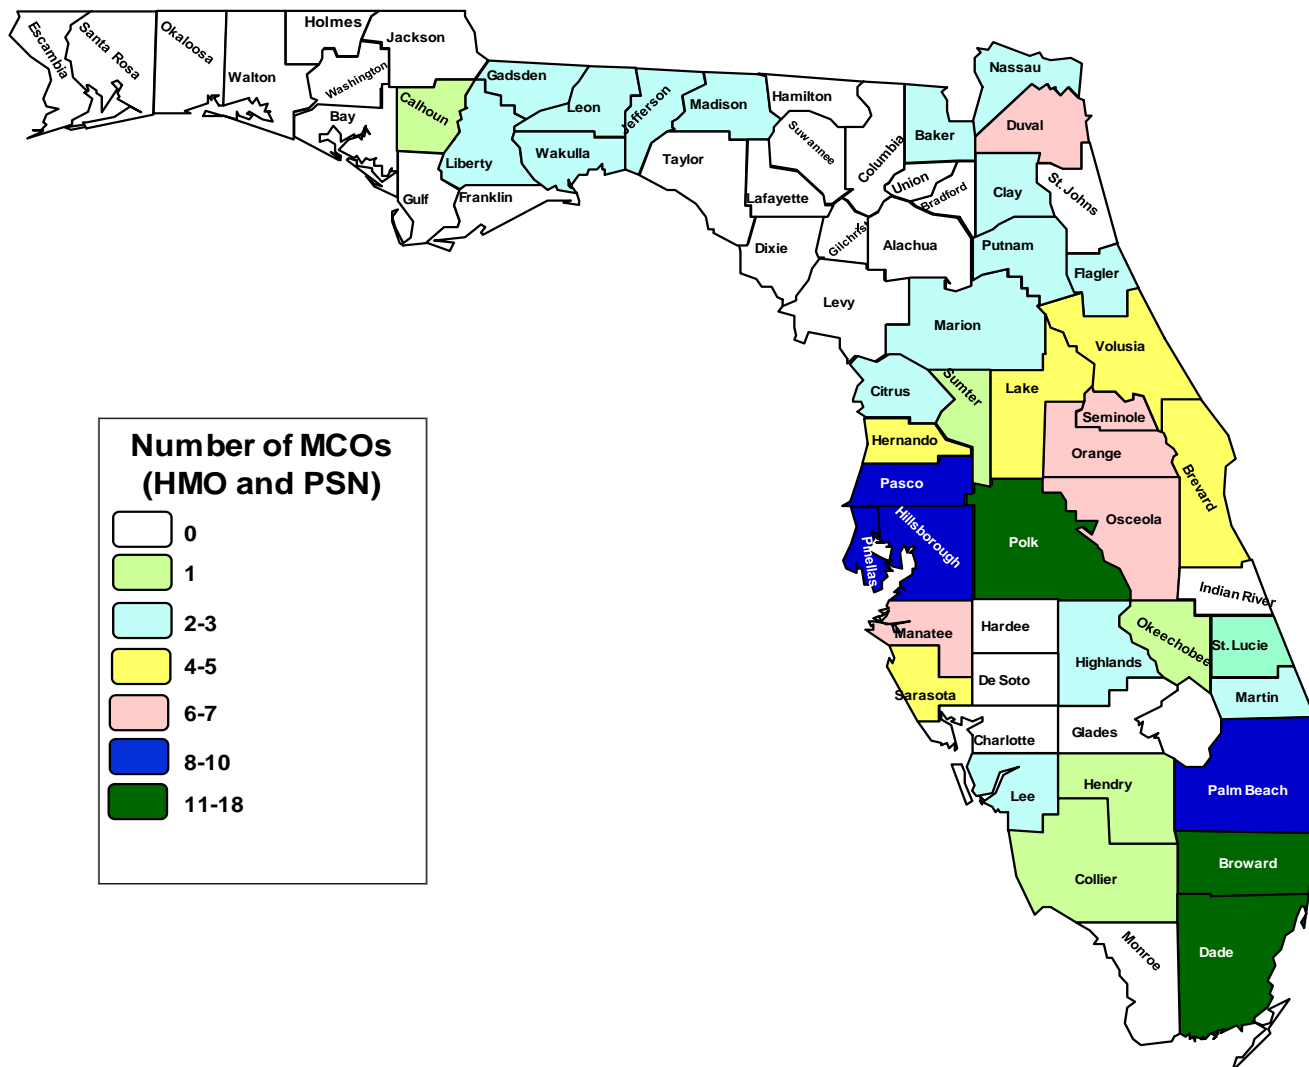 Escambia
Santa Rosa
Okaloosa
Walton
Holmes
Washington
Jackson
Bay
Calhoun
Gulf
Gadsden
Liberty
Franklin
Leon
Wakulla
Jefferson
Madison
Taylor
Hamilton
Suwannee
Lafayette
Dixie
Columbia
Gilchrist
Levy
Baker
Union
Bradford
Alachua
Nassau
Duval
Clay
St. Johns
Putnam
Flagler
Marion
Volusia
Citrus
Sumter
Lake
Seminole
Hernando
Orange
Brevard
Pasco
Pinellas
Hillsborough
Polk
Osceola
Indian River
Manatee
Hardee
Highlands
Okeechobee
St. Lucie
Sarasota
De Soto
Martin
Charlotte
Glades
Lee
Hendry
Palm Beach
Collier
Broward
Monroe
Dade
Number of MCOs
(HMO and PSN)
0
1
2-3
4-5
6-7
8-10
11-18